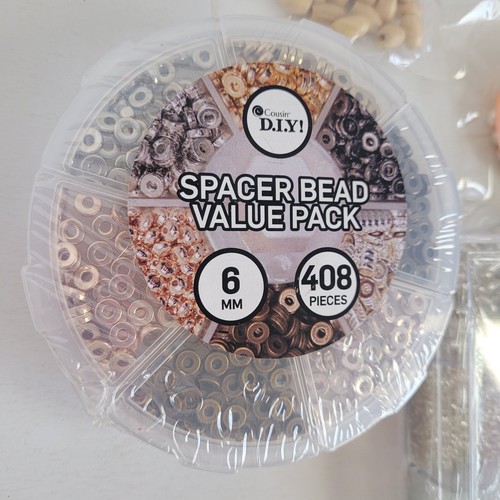 Cousin
D.I.Y!
SPACER BEAD
VALUE PACK
6
MM
408
PIECES